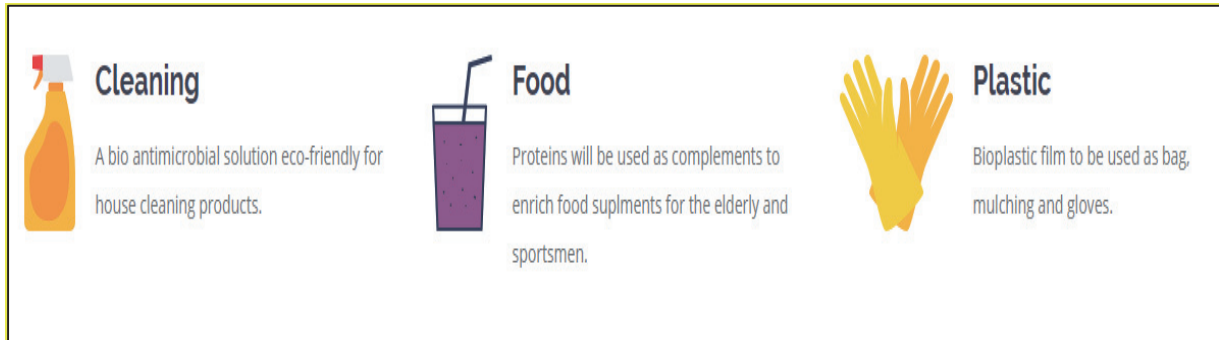 Cleaning
A bio antimicrobial solution eco-friendly for
house cleaning products.
Food
Proteins will be used as complements to
enrich food suplments for the elderly and
sportsmen.
Plastic
Bioplastic film to be used as bag,
mulching and gloves.